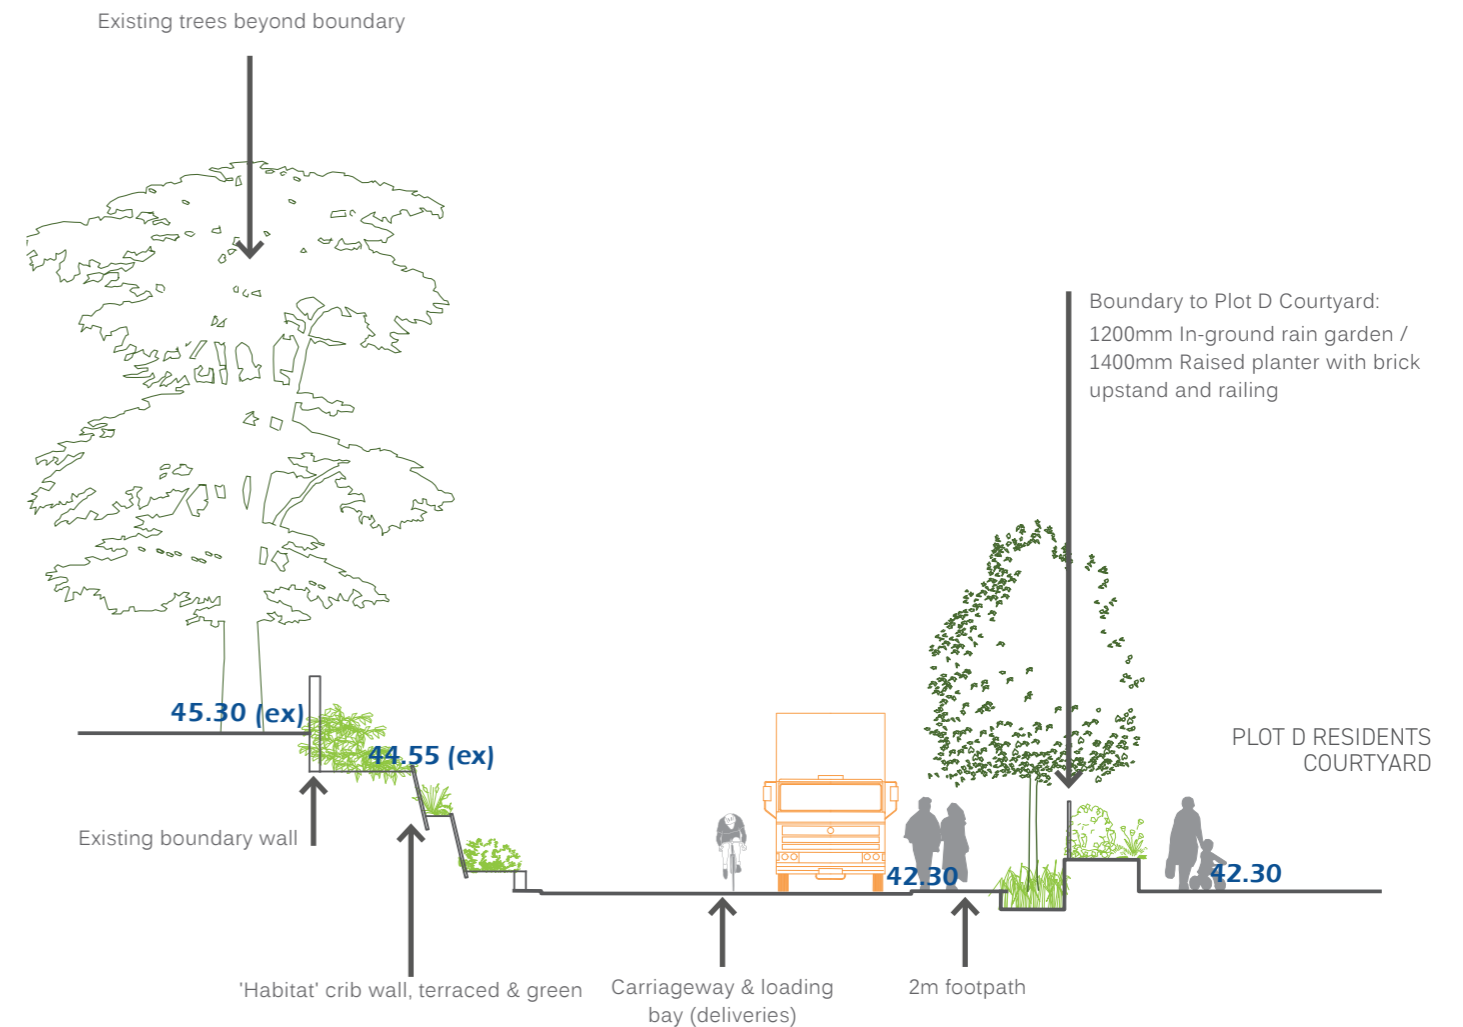 Existing trees beyond boundary
Boundary to Plot D Courtyard:
1200mm In-ground rain garden /
1400mm Raised planter with brick
upstand and railing
45.30 (ex)
44.55 (ex)
PLOT D RESIDENTS
COURTYARD
Existing boundary wall
42.30
42.30
'Habitat' crib wall, terraced & green
Carriageway & loading
bay (deliveries)
2m footpath